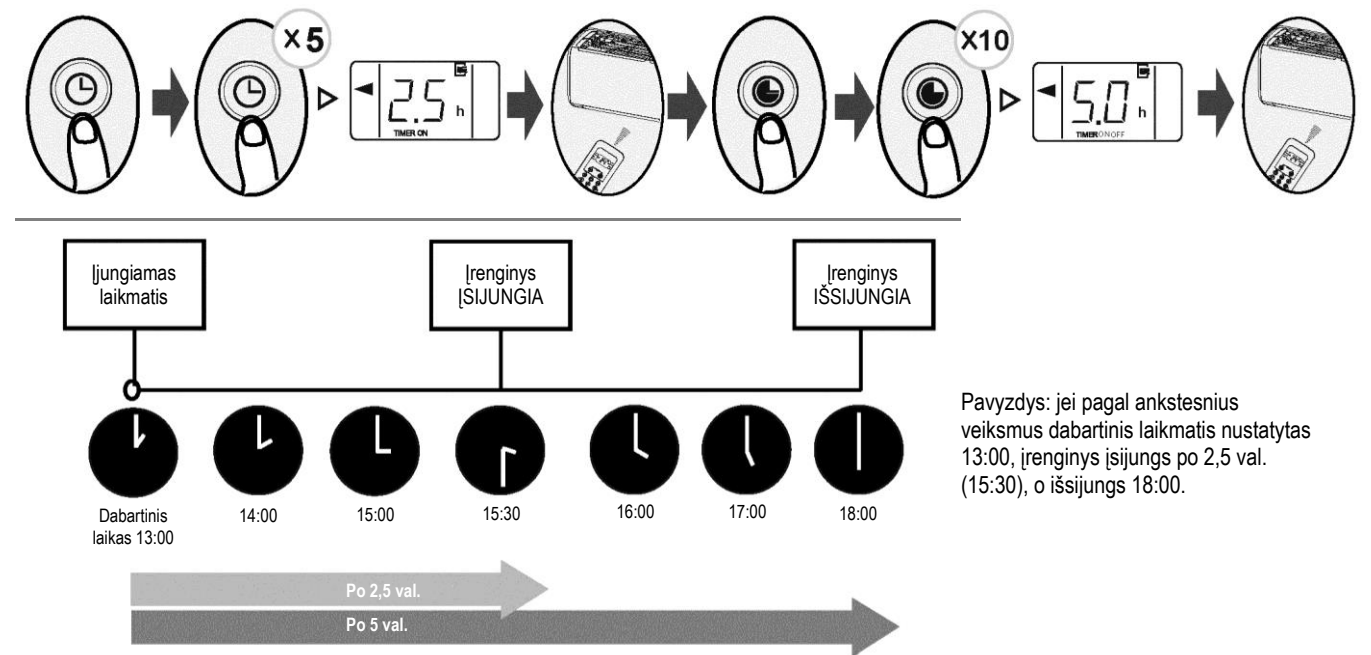 x5
x10
2.5 h
TIMER ON
5.0 h
TIMER ON OFF
Įjungiamas
laikmatis
Įrenginys
ĮSIJUNGIA
Įrenginys
IŠSIJUNGIA
Dabartinis
laikas 13:00
14:00
15:00
15:30
16:00
17:00
18:00
Pavyzdys: jei pagal ankstesnius
veiksmus dabartinis laikmatis nustatytas
13:00, įrenginys įsijungs po 2,5 val.
(15:30), o išsijungs 18:00.
Po 2,5 val.
Po 5 val.